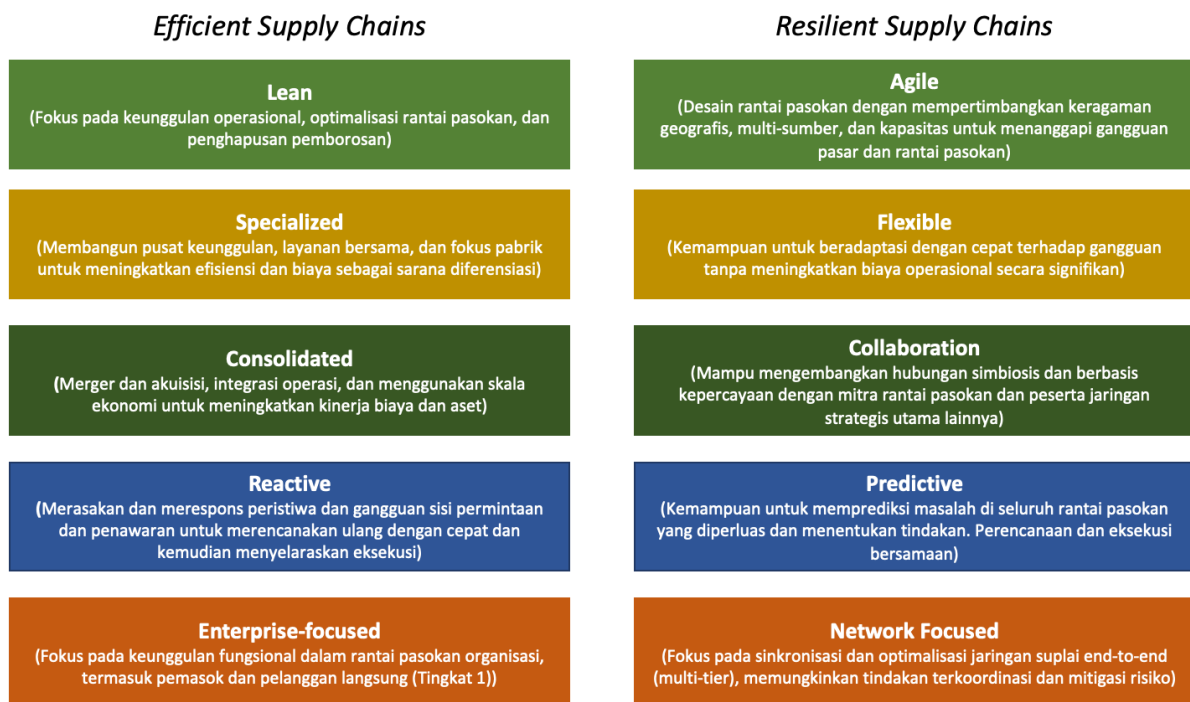 Efficient Supply Chains
Lean
(Fokus pada keunggulan operasional, optimalisasi rantai pasokan, dan
penghapusan pemborosan)
Specialized
(Membangun pusat keunggulan, layanan bersama, dan fokus pabrik
untuk meningkatkan efisiensi dan biaya sebagai sarana diferensiasi)
Consolidated
(Merger dan akuisisi, integrasi operasi, dan menggunakan skala
ekonomi untuk meningkatkan kinerja biaya dan aset)
Reactive
(Merasakan dan merespons peristiwa dan gangguan sisi permintaan
dan penawaran untuk merencanakan ulang dengan cepat dan
kemudian menyelaraskan eksekusi)
Enterprise-focused
(Fokus pada keunggulan fungsional dalam rantai pasokan organisasi,
termasuk pemasok dan pelanggan langsung (Tingkat 1))
Resilient Supply Chains
Agile
(Desain rantai pasokan dengan mempertimbangkan keragaman
geografis, multi-sumber, dan kapasitas untuk menanggapi gangguan
pasar dan rantai pasokan)
Flexible
(Kemampuan untuk beradaptasi dengan cepat terhadap gangguan
tanpa meningkatkan biaya operasional secara signifikan)
Collaboration
(Mampu mengembangkan hubungan simbiosis dan berbasis
kepercayaan dengan mitra rantai pasokan dan peserta jaringan
strategis utama lainnya)
Predictive
(Kemampuan untuk memprediksi masalah di seluruh rantai pasokan
yang diperluas dan menentukan tindakan. Perencanaan dan eksekusi
bersamaan)
Network Focused
(Fokus pada sinkronisasi dan optimalisasi jaringan suplai end-to-end
(multi-tier), memungkinkan tindakan terkoordinasi dan mitigasi risiko)